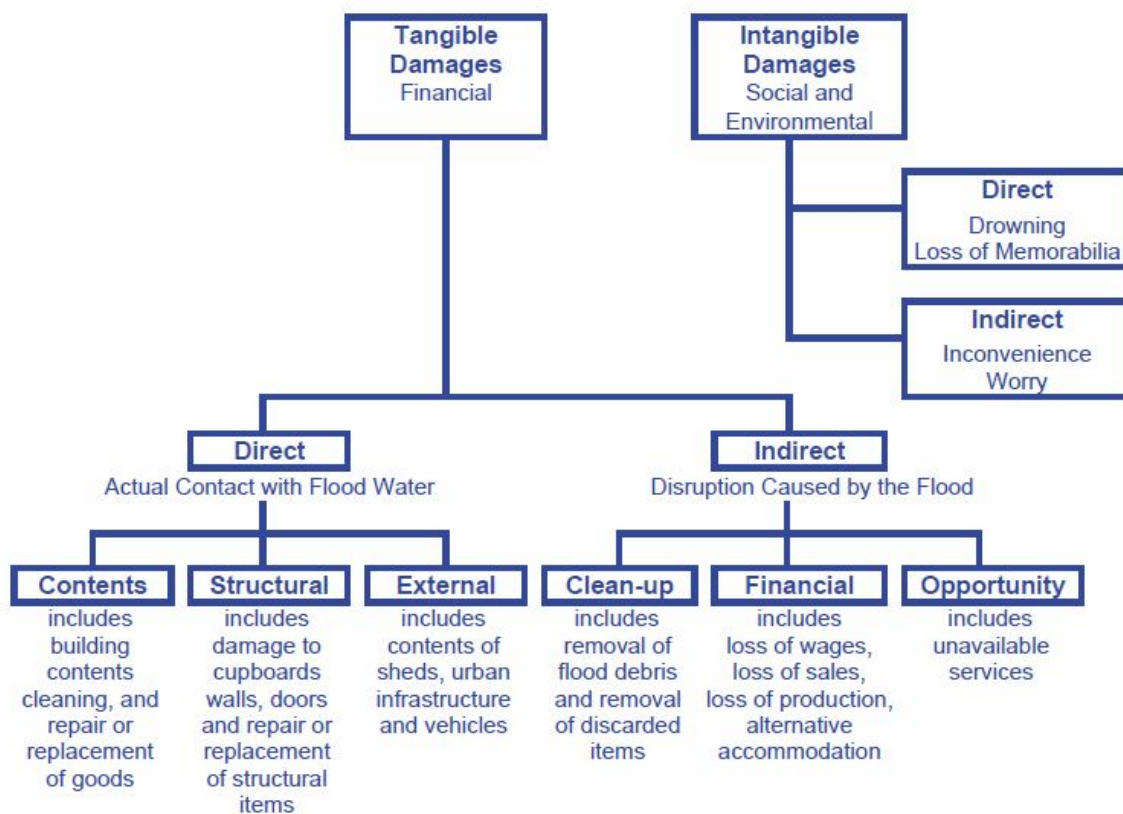 Tangible
Damages
Financial
Intangible
Damages
Social and
Environmental
Direct
Drowning
Loss of Memorabilia
Indirect
Inconvenience
Worry
Direct
Actual Contact with Flood Water
Indirect
Disruption Caused by the Flood
Contents
includes
building
contents
cleaning, and
repair or
replacement
of goods
Structural
includes
damage to
cupboards
walls, doors
and repair or
replacement
of structural
items
External
includes
contents of
sheds, urban
infrastructure
and vehicles
Clean-up
includes
removal of
flood debris
and removal
of discarded
items
Financial
includes
loss of wages,
loss of sales,
loss of production,
alternative
accommodation
Opportunity
includes
unavailable
services